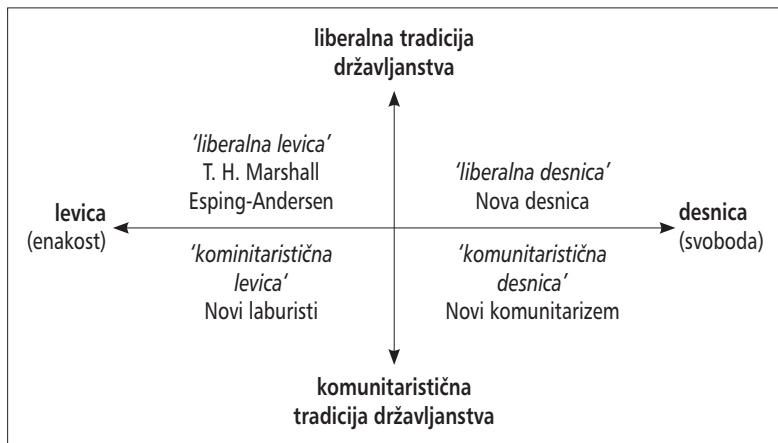 liberalna tradicija
državljanstva
‘liberalna levica’
T. H. Marshall
Esping-Andersen
‘liberalna desnica’
Nova desnica
levica
(enakost)
desnica
(svoboda)
‘kominitaristična
levica‘
Novi laburisti
‘komunitaristična
desnica’
Novi komunitarizem
komunitaristična
tradicija državljanstva